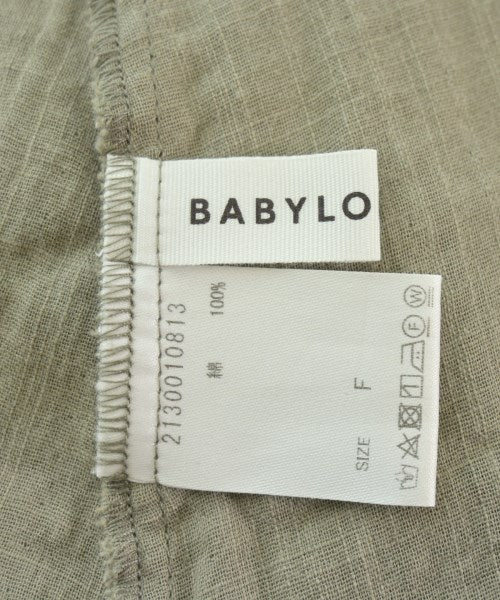 BABYLO
2130010813
綿 100%
SIZE F
F W